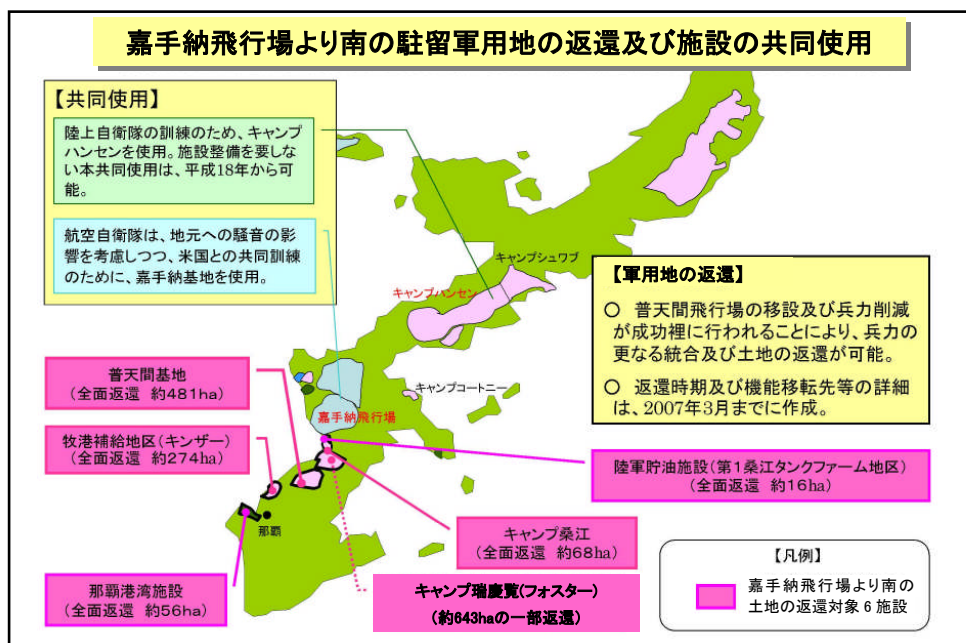 嘉手納飛行場より南の駐留軍用地の返還及び施設の共同使用
【共同使用】
陸上自衛隊の訓練のため、キャンプ
ハンセンを使用。施設整備を要しな
い本共同使用は、平成18年から可
能。
航空自衛隊は、地元への騒音の影
響を考慮しつつ、米国との共同訓練
のために、嘉手納基地を使用。
キャンプシュワブ
キャンプハンセン
【軍用地の返還】
○ 普天間飛行場の移設及び兵力削減
が成功裡に行われることにより、兵力の
更なる統合及び土地の返還が可能。
○ 返還時期及び機能移転先等の詳細
は、2007年3月までに作成。
普天間基地
(全面返還 約481ha)
キャンプコートニー
嘉手納飛行場
牧港補給地区(キンザー)
(全面返還 約274ha)
陸軍貯油施設(第1桑江タンクファーム地区)
(全面返還 約16ha)
那覇
キャンプ桑江
(全面返還 約68ha)
那覇港湾施設
(全面返還 約56ha)
キャンプ瑞慶覧(フォスター)
(約643haの一部返還)
【凡例】
嘉手納飛行場より南の
土地の返還対象6施設